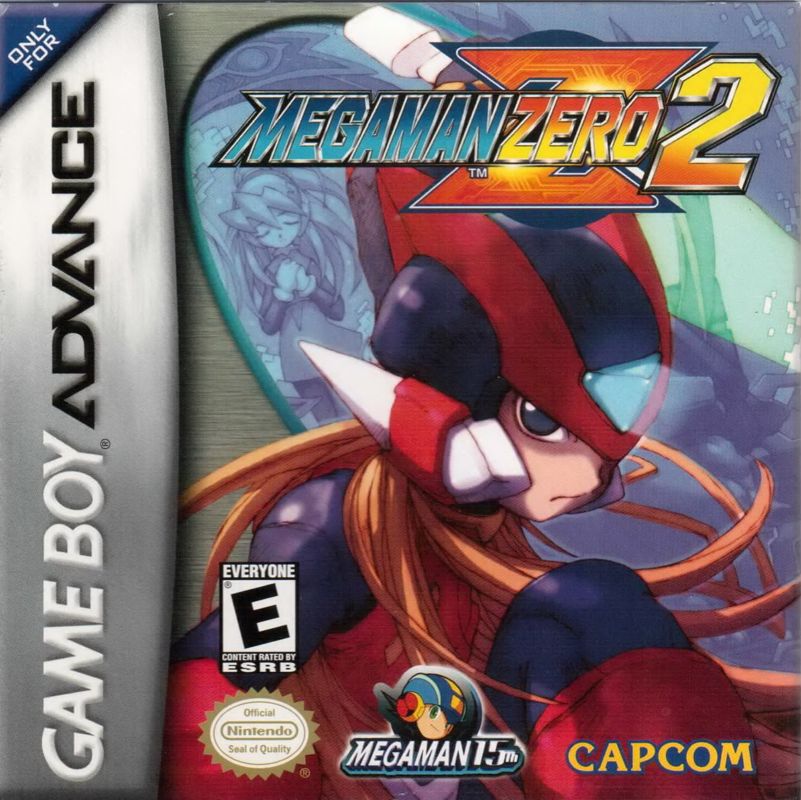 ONLY
FOR
GAME BOY ADVANCE
®
MEGAMAN ZERO 2
TM
EVERYONE
®
E
CONTENT RATED BY
ESRB
Official
Nintendo
Seal of Quality
®
MEGAMAN 15th
CAPCOM